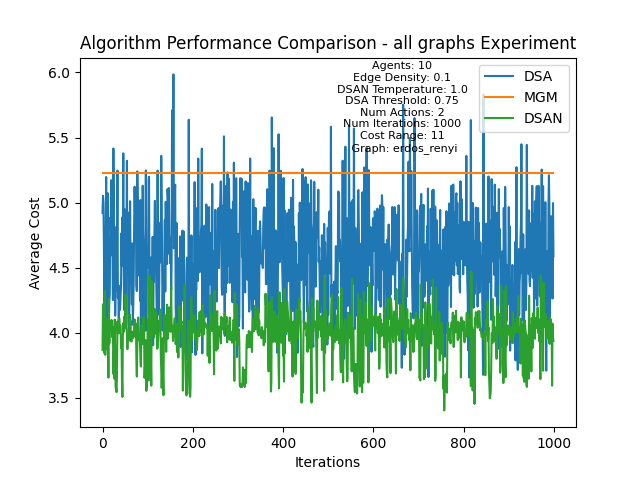 Algorithm Performance Comparison - all graphs Experiment
Agents: 10
Edge Density: 0.1
DSAN Temperature: 1.0
DSA Threshold: 0.75
Num Actions: 2
Num Iterations: 1000
Cost Range: 11
Graph: erdos_renyi
DSA
MGM
DSAN
6.0
5.5
5.0
4.5
4.0
3.5
Average Cost
0
200
400
600
800
1000
Iterations